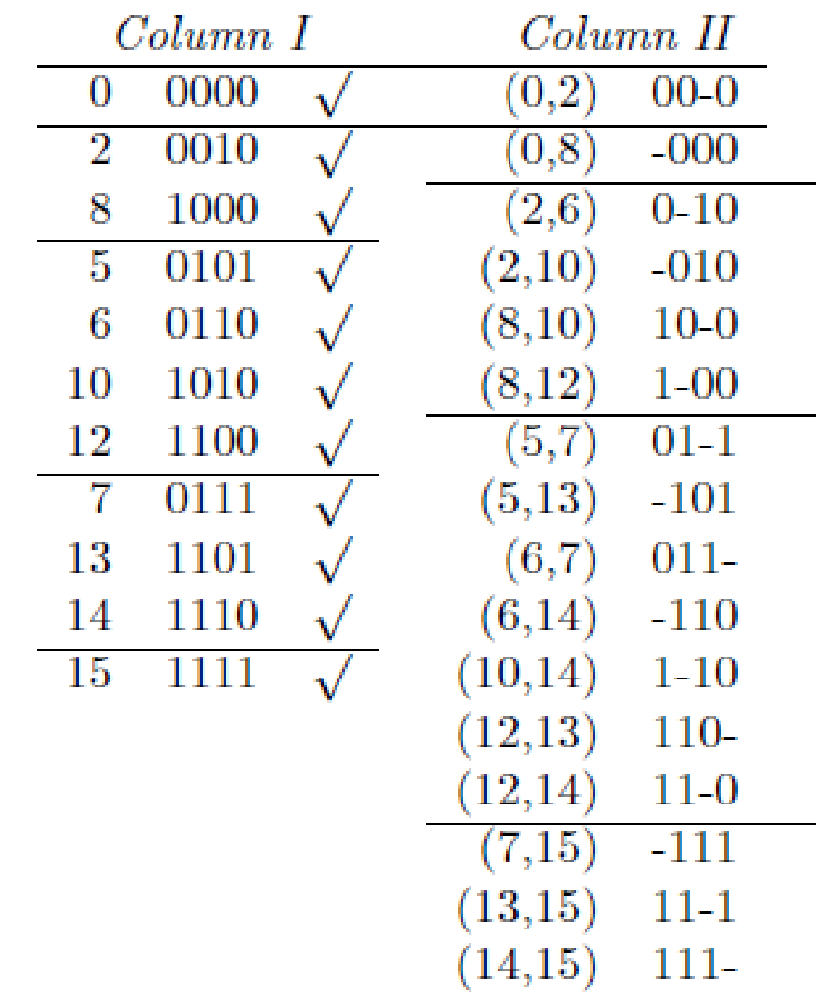 Column I Column II
0 0000 √ (0,2) 00-0
2 0010 √ (0,8) -000
8 1000 √ (2,6) 0-10
5 0101 √ (2,10) -010
6 0110 √ (8,10) 10-0
10 1010 √ (8,12) 1-00
12 1100 √ (5,7) 01-1
7 0111 √ (5,13) -101
13 1101 √ (6,7) 011-
14 1110 √ (6,14) -110
15 1111 √ (10,14) 1-10
(12,13) 110-
(12,14) 11-0
(7,15) -111
(13,15) 11-1
(14,15) 111-